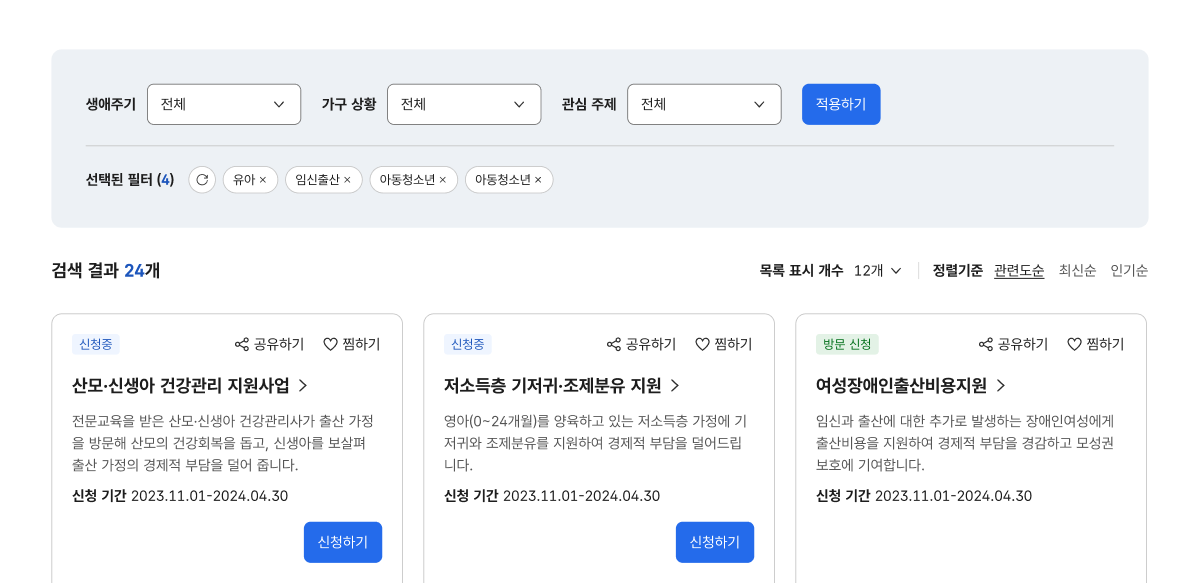 생애주기 전체 가구 상황 전체 관심 주제 전체 적용하기
선택된 필터 (4) 유아 × 임신출산 × 아동청소년 × 아동청소년 ×
검색 결과 24개 목록 표시 개수 12개 정렬기준 관련도순 최신순 인기순
신청중 공유하기 찜하기
산모·신생아 건강관리 지원사업
전문교육을 받은 산모·신생아 건강관리사가 출산 가정
을 방문해 산모의 건강회복을 돕고, 신생아를 보살펴
출산 가정의 경제적 부담을 덜어 줍니다.
신청 기간 2023.11.01-2024.04.30
신청하기
신청중 공유하기 찜하기
저소득층 기저귀·조제분유 지원
영아(0~24개월)를 양육하고 있는 저소득층 가정에 기
저귀와 조제분유를 지원하여 경제적 부담을 덜어드립
니다.
신청 기간 2023.11.01-2024.04.30
신청하기
방문 신청 공유하기 찜하기
여성장애인출산비용지원
임신과 출산에 대한 추가로 발생하는 장애인여성에게
출산비용을 지원하여 경제적 부담을 경감하고 모성권
보호에 기여합니다.
신청 기간 2023.11.01-2024.04.30